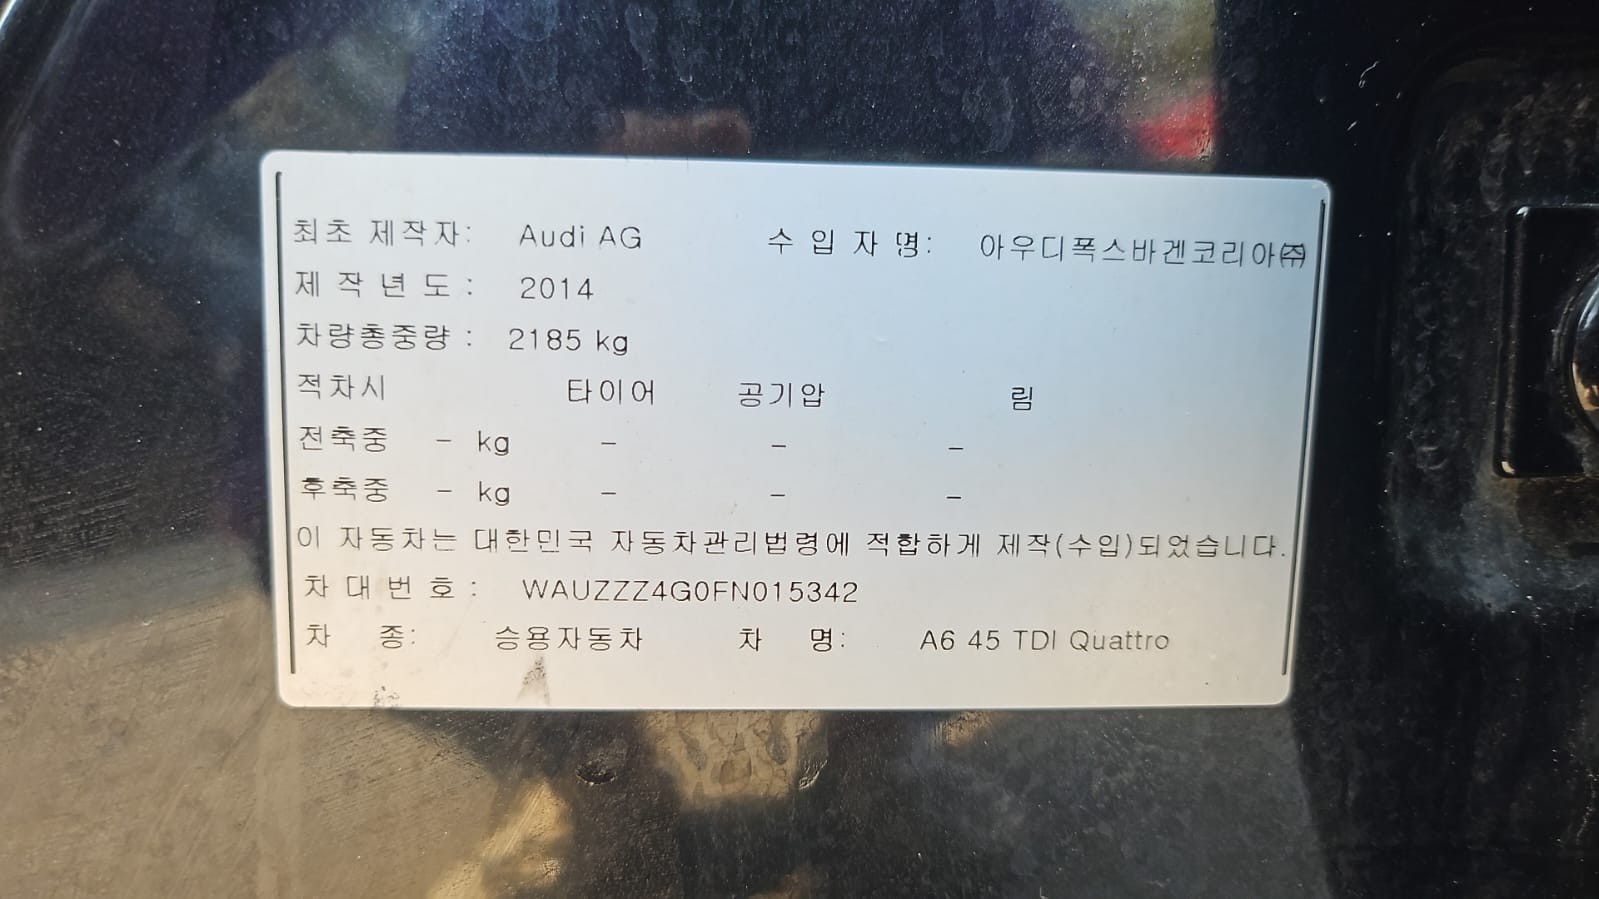 최초 제작자: Audi AG 수 입 자 명: 아우디폭스바겐코리아㈜
제 작 년 도 : 2014
차량총중량 : 2185 kg
적차시 타이어 공기압 림
전축중 - kg - - -
후축중 - kg - - -
이 자동차는 대한민국 자동차관리법령에 적합하게 제작(수입)되었습니다.
차 대 번 호 : WAUZZZ4G0FN015342
차 종: 승용자동차 차 명: A6 45 TDI Quattro